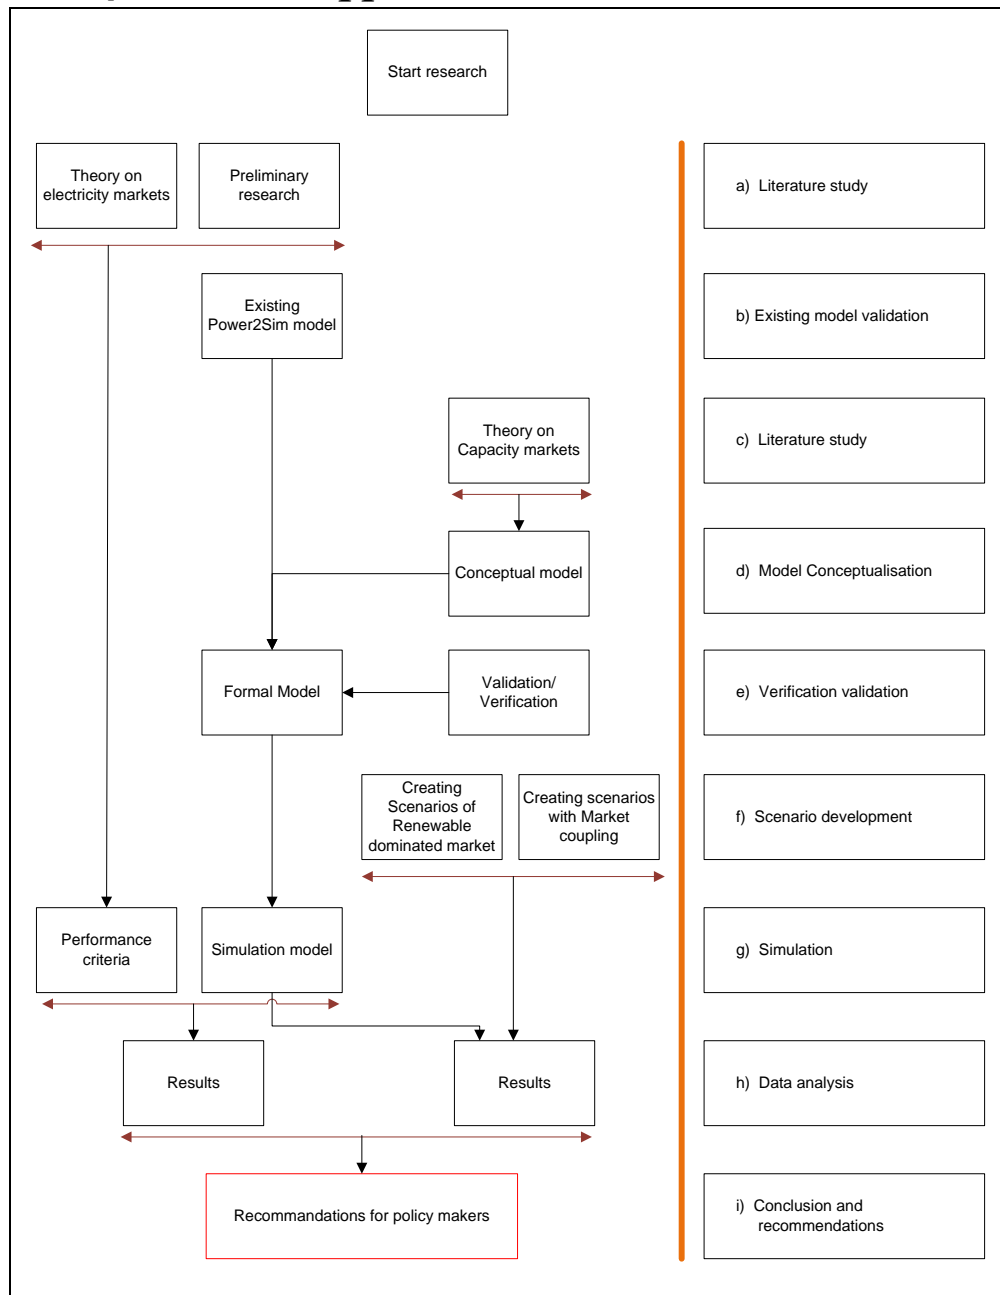 Start research
Theory on
electricity markets
Preliminary
research
a) Literature study
Existing
Power2Sim model
b) Existing model validation
Theory on
Capacity markets
c) Literature study
Conceptual model
d) Model Conceptualisation
Formal Model
Validation/
Verification
e) Verification validation
Creating
Scenarios of
Renewable
dominated market
Creating scenarios
with Market
coupling
f) Scenario development
Performance
criteria
Simulation model
g) Simulation
Results
Results
h) Data analysis
Recommandations for policy makers
i) Conclusion and
recommendations